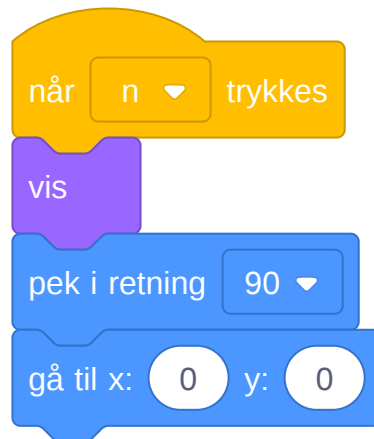 når n trykkes
vis
pek i retning 90
gå til x: 0 y: 0